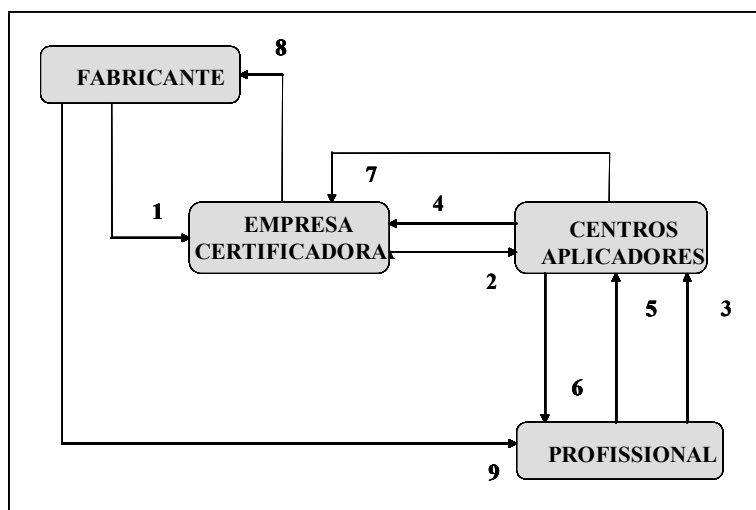 8
FABRICANTE
7
1
4
EMPRESA
CERTIFICADORA
CENTROS
APLICADORES
2
5
3
6
PROFISSIONAL
9